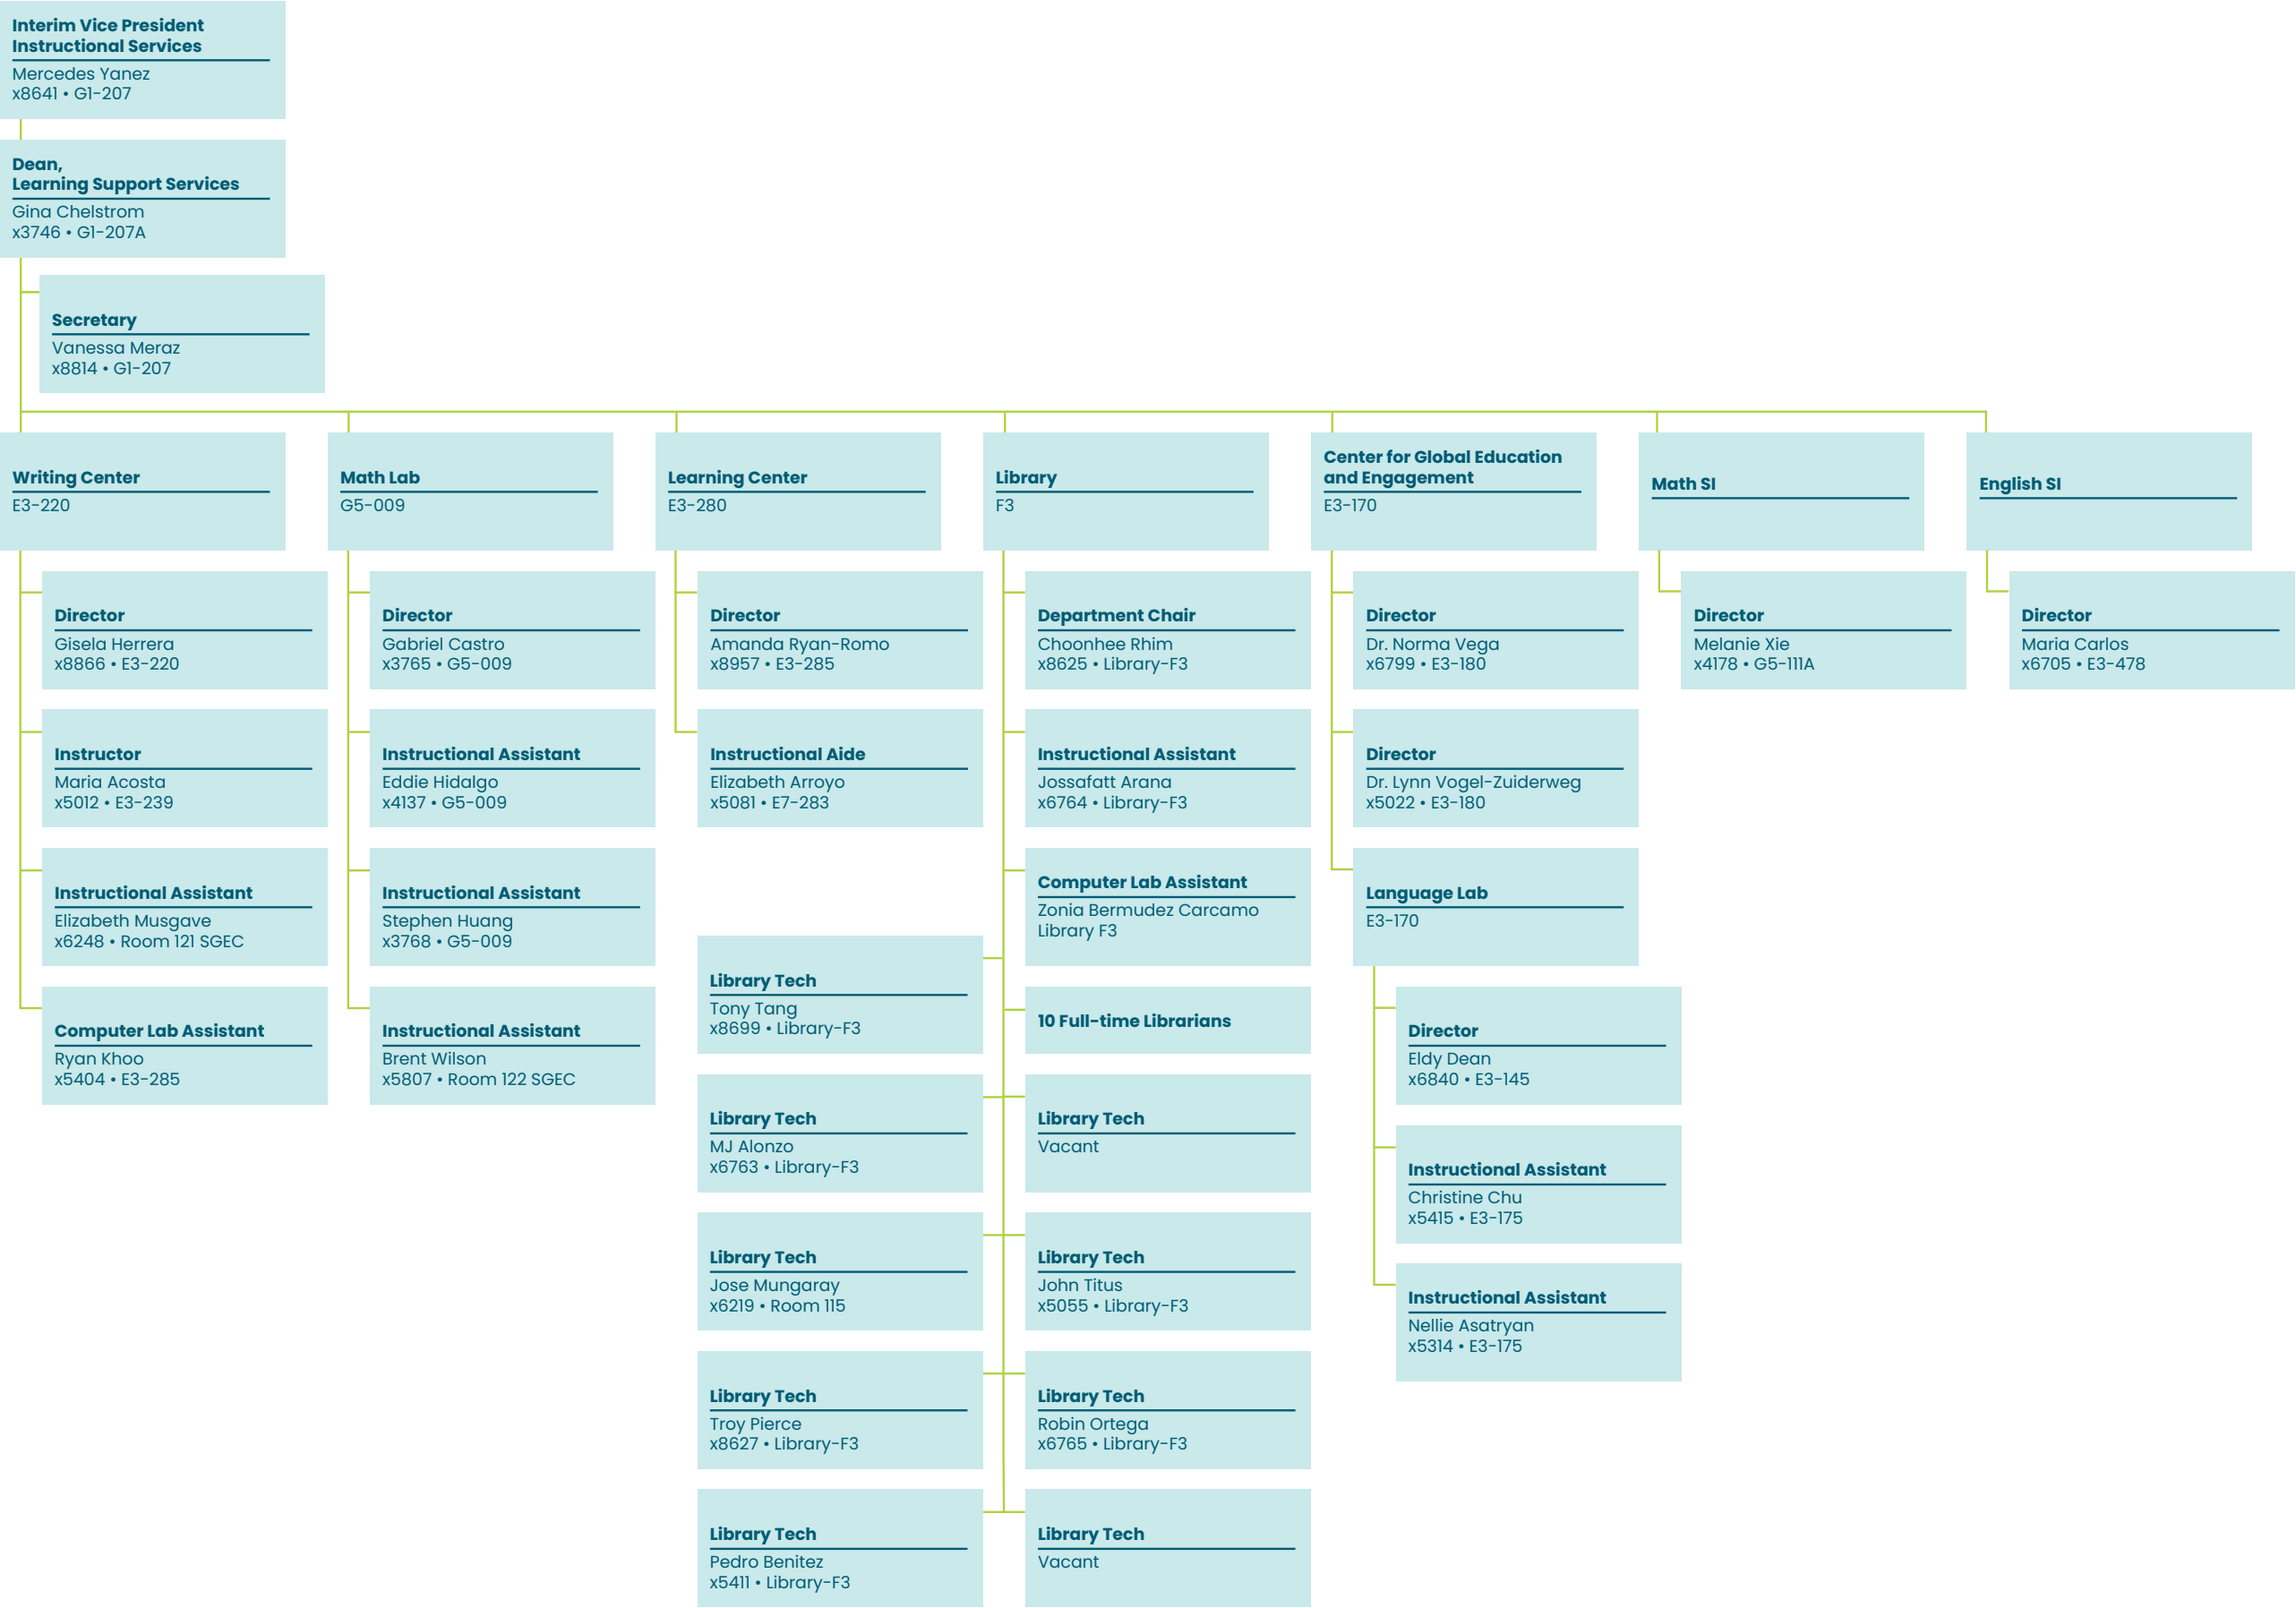 Interim Vice President
Instructional Services
Mercedes Yanez
x8641 • G1-207
Dean,
Learning Support Services
Gina Chelstrom
x3746 • G1-207A
Secretary
Vanessa Meraz
x8814 • G1-207
Writing Center
E3-220
Director
Gisela Herrera
x8866 • E3-220
Instructor
Maria Acosta
x5012 • E3-239
Instructional Assistant
Elizabeth Musgave
x6248 • Room 121 SGEC
Computer Lab Assistant
Ryan Khoo
x5404 • E3-285
Math Lab
G5-009
Director
Gabriel Castro
x3765 • G5-009
Instructional Assistant
Eddie Hidalgo
x4137 • G5-009
Instructional Assistant
Stephen Huang
x3768 • G5-009
Instructional Assistant
Brent Wilson
x5807 • Room 122 SGEC
Learning Center
E3-280
Director
Amanda Ryan-Romo
x8957 • E3-285
Instructional Aide
Elizabeth Arroyo
x5081 • E7-283
Library
F3
Department Chair
Choonhee Rhim
x8625 • Library-F3
Instructional Assistant
Jossafatt Arana
x6764 • Library-F3
Computer Lab Assistant
Zonia Bermudez Carcamo
Library F3
10 Full-time Librarians
Library Tech
Tony Tang
x8699 • Library-F3
Library Tech
MJ Alonzo
x6763 • Library-F3
Library Tech
Vacant
Library Tech
Jose Mungaray
x6219 • Room 115
Library Tech
John Titus
x5055 • Library-F3
Library Tech
Troy Pierce
x8627 • Library-F3
Library Tech
Robin Ortega
x6765 • Library-F3
Library Tech
Pedro Benitez
x5411 • Library-F3
Library Tech
Vacant
Center for Global Education
and Engagement
E3-170
Director
Dr. Norma Vega
x6799 • E3-180
Director
Dr. Lynn Vogel-Zuiderweg
x5022 • E3-180
Language Lab
E3-170
Director
Eldy Dean
x6840 • E3-145
Instructional Assistant
Christine Chu
x5415 • E3-175
Instructional Assistant
Nellie Asatryan
x5314 • E3-175
Math SI
Director
Melanie Xie
x4178 • G5-111A
English SI
Director
Maria Carlos
x6705 • E3-478